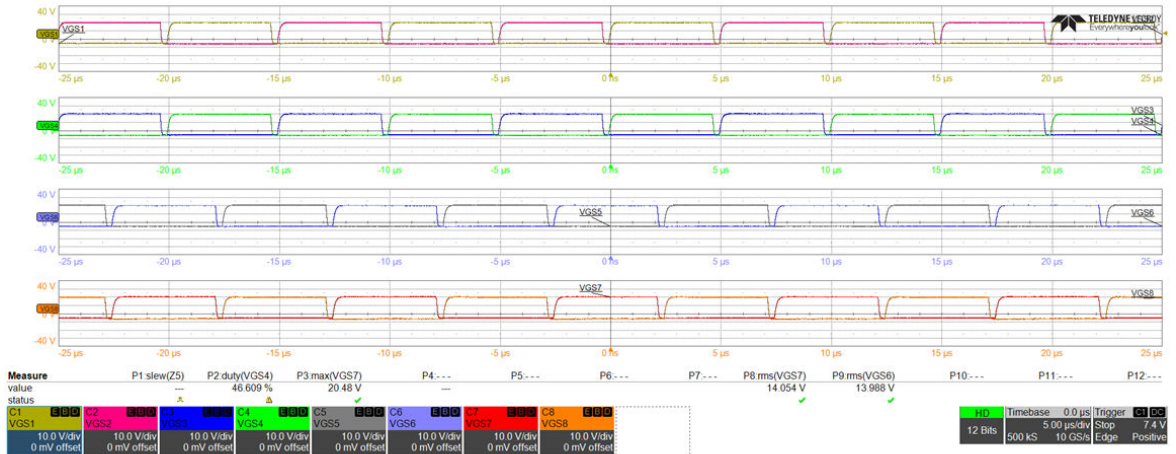 40 V
VGS1
VGS1
0 V
-40 V
-25 µs -20 µs -15 µs -10 µs -5 µs 0 µs 5 µs 10 µs 15 µs 20 µs 25 µs
TELEDYNE
Everywhereyoulook
40 V
VGS3
VGS4
VGS4
-40 V
-25 µs -20 µs -15 µs -10 µs -5 µs 0 µs 5 µs 10 µs 15 µs 20 µs 25 µs
40 V
VGS5
VGS6
-40 V
-25 µs -20 µs -15 µs -10 µs -5 µs 0 µs 5 µs 10 µs 15 µs 20 µs 25 µs
40 V
VGS7
VGS8
-40 V
-25 µs -20 µs -15 µs -10 µs -5 µs 0 µs 5 µs 10 µs 15 µs 20 µs 25 µs
Measure P1:slew(Z5) P2:duty(VGS4) P3:max(VGS7) P4:- - - P5:- - - P6:- - - P7:- - - P8:rms(VGS7) P9:rms(VGS6) P10:- - - P11:- - - P12:- - -
value --- 46.609 % 20.48 V --- 14.054 V 13.988 V
status
C1 EBD C2 EBD C3 EBD C4 EBD C5 EBD C6 EBD C7 EBD C8 EBD
VGS1 VGS2 VGS3 VGS4 VGS5 VGS6 VGS7 VGS8
10.0 V/div 10.0 V/div 10.0 V/div 10.0 V/div 10.0 V/div 10.0 V/div 10.0 V/div 10.0 V/div
0 mV offset 0 mV offset 0 mV offset 0 mV offset 0 mV offset 0 mV offset 0 mV offset 0 mV offset
HD Timebase 0.0 µs Trigger C1 DC
12 Bits 5.00 µs/div Stop 7.4 V
500 kS 10 GS/s Edge Positive